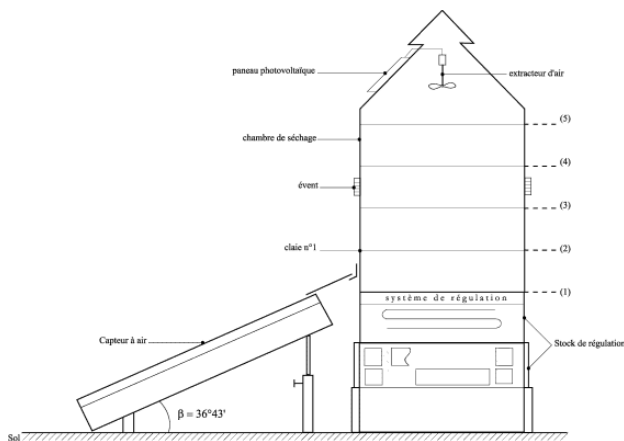 paneau photovoltaïque
extracteur d'air
(5)
chambre de séchage
(4)
évent
(3)
claie n°1
(2)
(1)
système de régulation
Capteur à air
Stock de régulation
β = 36°43'
Sol